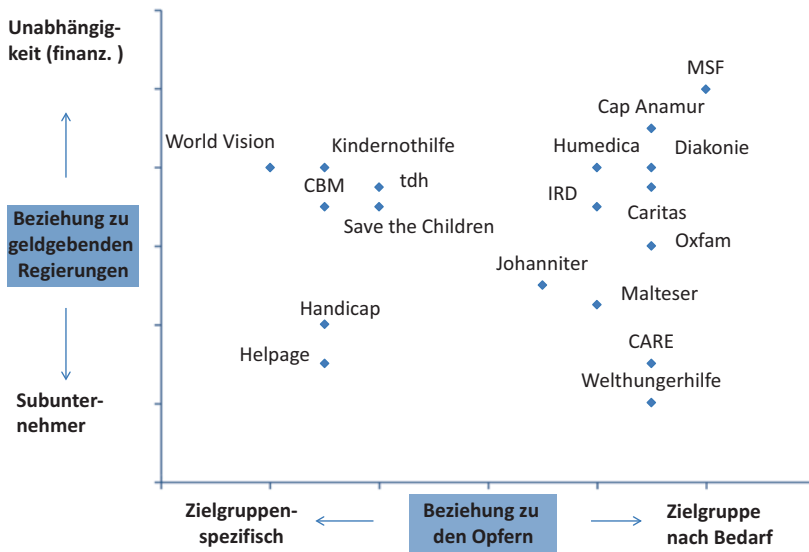 Unabhängig-
keit (finanz. )
MSF
Cap Anamur
World Vision
Kindernothilfe
Humedica
Diakonie
CBM
tdh
IRD
Caritas
Beziehung zu
geldgebenden
Regierungen
Save the Children
Oxfam
Johanniter
Malteser
Handicap
CARE
Helpage
Welthungerhilfe
Subunter-
nehmer
Zielgruppen-
spezifisch
Beziehung zu
den Opfern
Zielgruppe
nach Bedarf